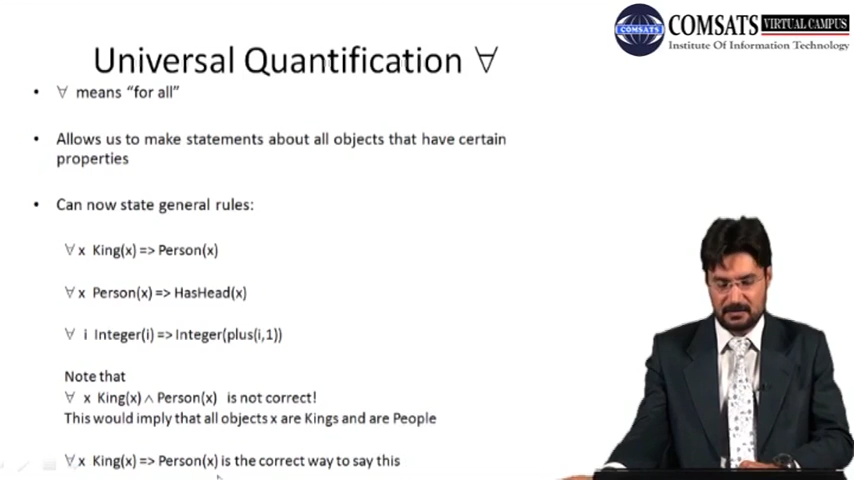 COMSATS VIRTUAL CAMPUS
Institute Of Information Technology
COMSATS
Universal Quantification ∀
• ∀ means “for all”
• Allows us to make statements about all objects that have certain
properties
• Can now state general rules:
∀ x King(x) => Person(x)
∀ x Person(x) => HasHead(x)
∀ i Integer(i) => Integer(plus(i,1))
Note that
∀ x King(x) ∧ Person(x) is not correct!
This would imply that all objects x are Kings and are People
∀ x King(x) => Person(x) is the correct way to say this